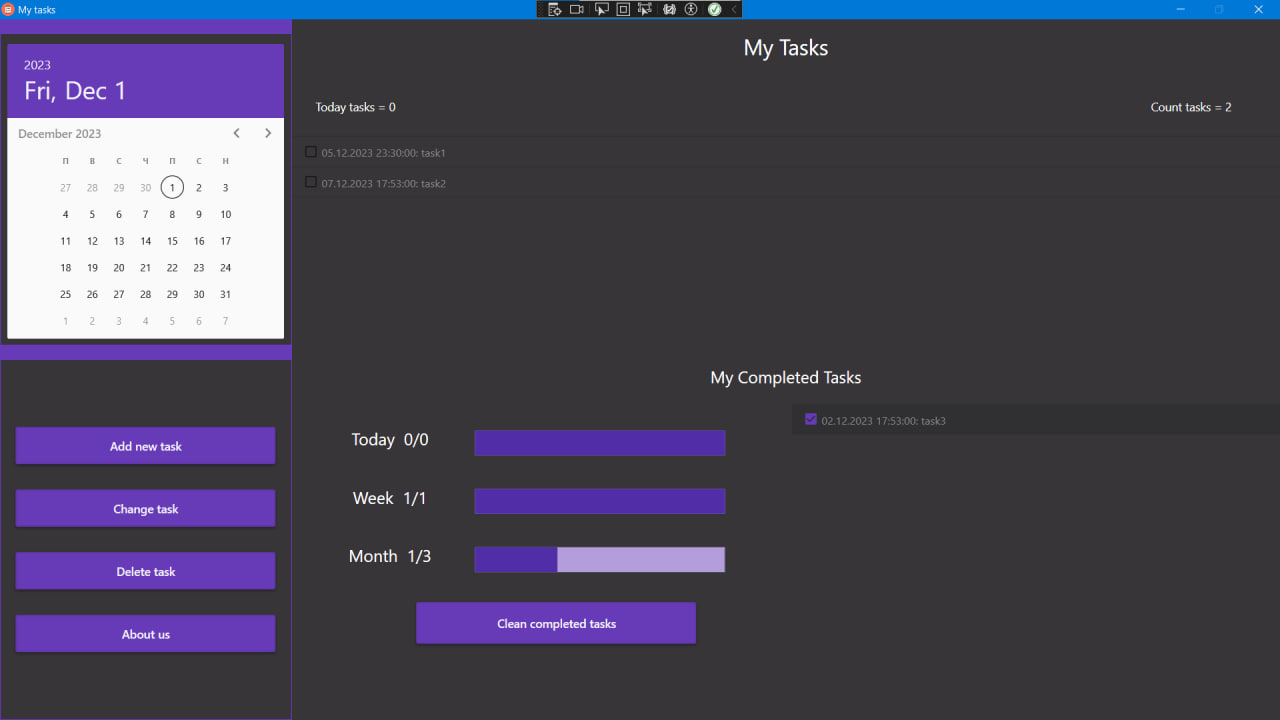 My tasks
2023
Fri, Dec 1
December 2023
П В С Ч П С Н
27 28 29 30 1 2 3
4 5 6 7 8 9 10
11 12 13 14 15 16 17
18 19 20 21 22 23 24
25 26 27 28 29 30 31
1 2 3 4 5 6 7
Add new task
Change task
Delete task
About us
My Tasks
Today tasks = 0
Count tasks = 2
05.12.2023 23:30:00: task1
07.12.2023 17:53:00: task2
My Completed Tasks
Today 0/0
Week 1/1
Month 1/3
Clean completed tasks
02.12.2023 17:53:00: task3